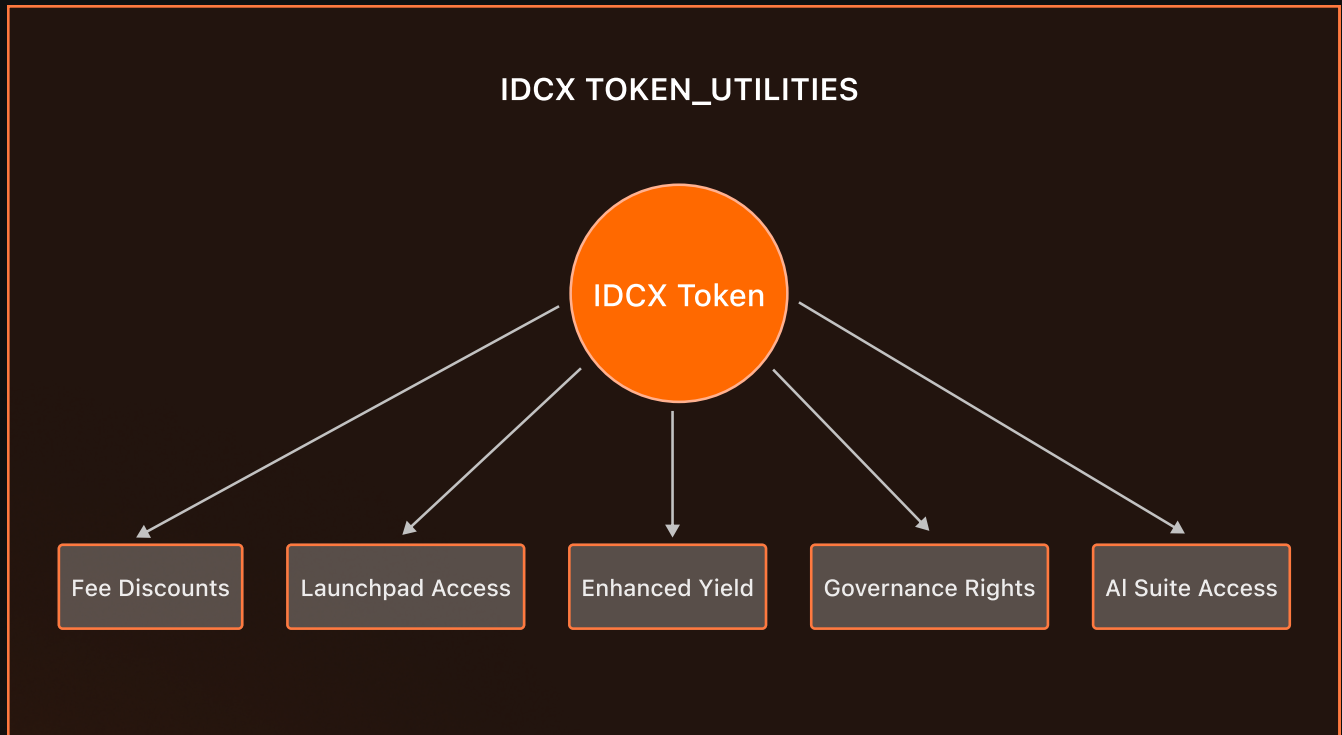 IDCX TOKEN_UTILITIES
IDCX Token
Fee Discounts
Launchpad Access
Enhanced Yield
Governance Rights
AI Suite Access